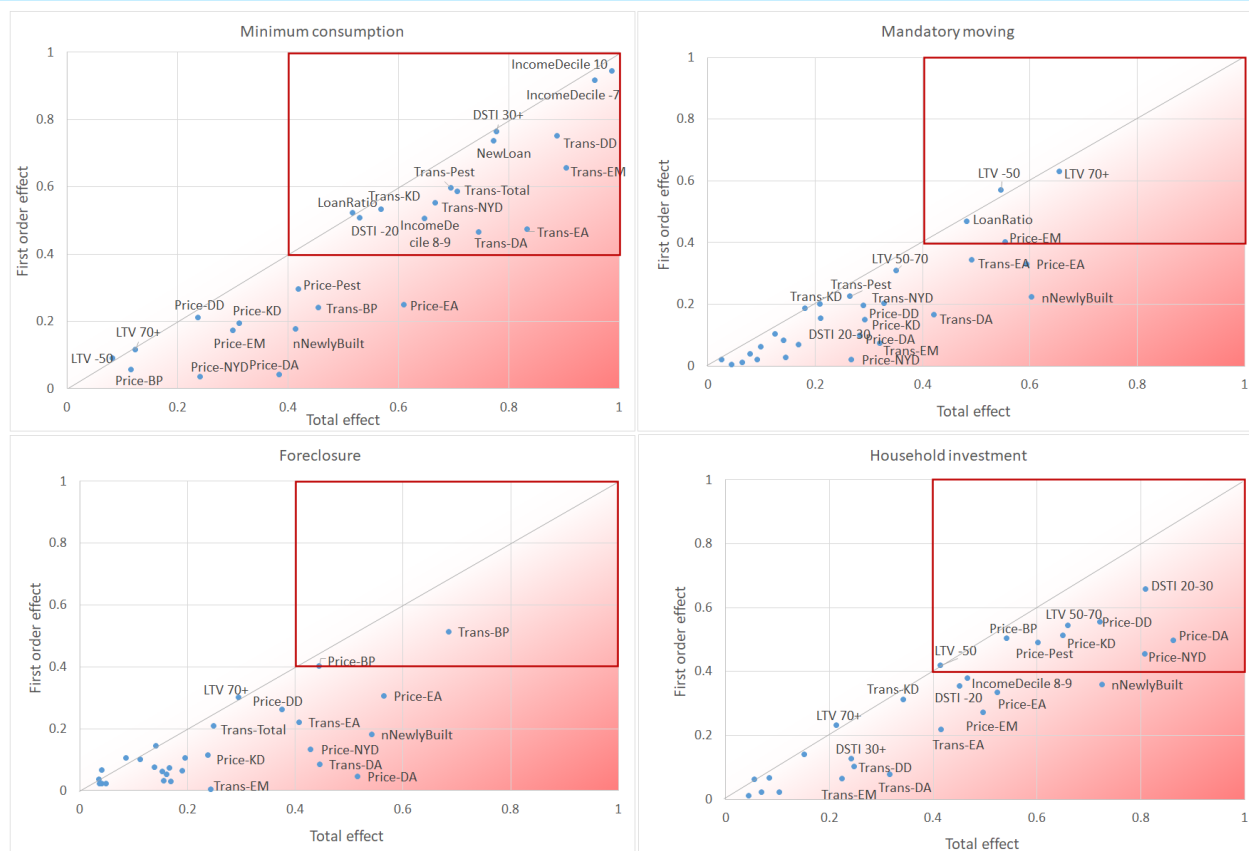 Minimum consumption
1
0.8
0.6
0.4
0.2
0
0
0.2
0.4
0.6
0.8
1
First order effect
Total effect
IncomeDecile 10
IncomeDecile -7
DSTI 30+
NewLoan
Trans-DD
Trans-EM
Trans-Pest
Trans-Total
Trans-KD
Trans-NYD
LoanRatio
DSTI -20
IncomeDe
cile 8-9
Trans-DA
Trans-EA
Price-Pest
Trans-BP
Price-EA
Price-DD
Price-KD
Price-EM
nNewlyBuilt
LTV 70+
LTV -50
Price-BP
Price-NYD
Price-DA
Mandatory moving
1
0.8
0.6
0.4
0.2
0
0
0.2
0.4
0.6
0.8
1
First order effect
Total effect
LTV -50
LTV 70+
LoanRatio
Price-EM
LTV 50-70
Trans-EA
Price-EA
Trans-Pest
Trans-KD
Trans-NYD
nNewlyBuilt
Price-DD
Price-KD
Trans-DA
DSTI 20-30
Price-DA
Trans-EM
Price-NYD
Foreclosure
1
0.8
0.6
0.4
0.2
0
0
0.2
0.4
0.6
0.8
1
First order effect
Total effect
Trans-BP
Price-BP
LTV 70+
Price-DD
Price-EA
Trans-Total
Trans-EA
nNewlyBuilt
Price-KD
Price-NYD
Trans-DA
Price-DA
Trans-EM
Household investment
1
0.8
0.6
0.4
0.2
0
0
0.2
0.4
0.6
0.8
1
First order effect
Total effect
DSTI 20-30
LTV 50-70
Price-DD
Price-BP
Price-KD
Price-DA
Price-Pest
Price-NYD
LTV -50
IncomeDecile 8-9
nNewlyBuilt
Trans-KD
DSTI -20
Price-EA
LTV 70+
Price-EM
Trans-EA
DSTI 30+
Trans-DD
Trans-EM
Trans-DA